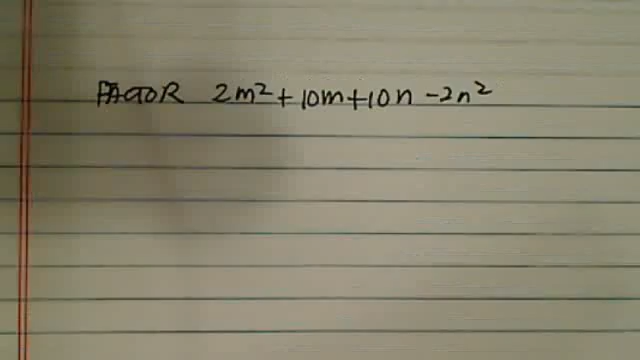 FACTOR 2m² + 10m + 10n - 2n²